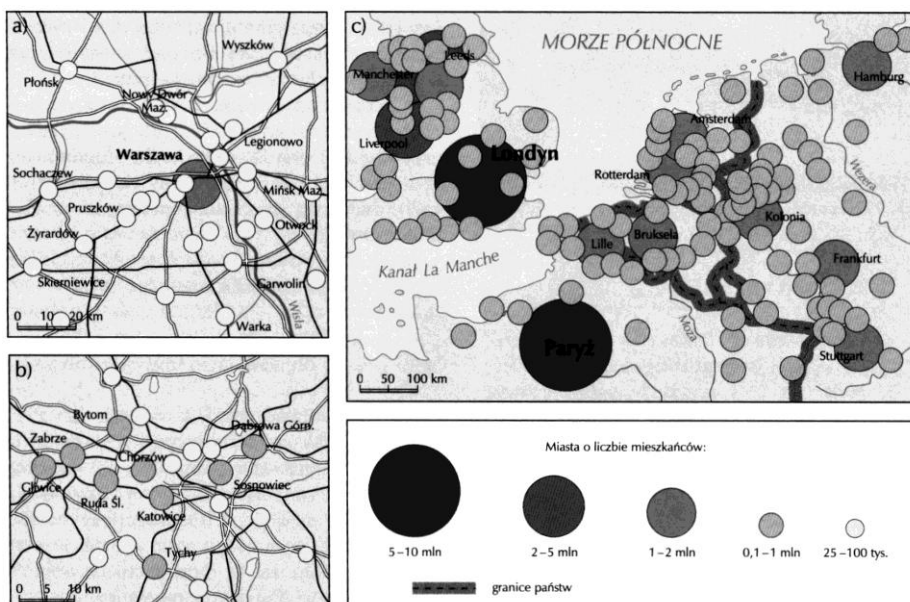 a)
Wyszków
Płońsk
Nowy Dwór
Maz.
Legionowo
Warszawa
Sochaczew
Mińsk Maz.
Pruszków
Otwock
Żyrardów
Skierniewice
Garwolin
Wisła
Warka
0 10 20 km
b)
Bytom
Dąbrowa Górn.
Zabrze
Chorzów
Gliwice
Sosnowiec
Ruda Śl.
Katowice
Tychy
0 5 10 km
c)
MORZE PÓŁNOCNE
Leeds
Manchester
Hamburg
Liverpool
Amsterdam
Londyn
Wezera
Rotterdam
Kolonia
Lille
Bruksela
Kanał La Manche
Frankfurt
Moza
Paryż
Stuttgart
0 50 100 km
Miasta o liczbie mieszkańców:
5–10 mln
2–5 mln
1–2 mln
0,1–1 mln
25–100 tys.
granice państw